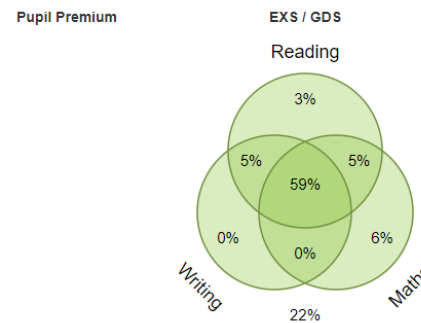 Pupil Premium EXS / GDS
Reading
3%
5% 5%
59%
0% 6%
0%
Writing
22%